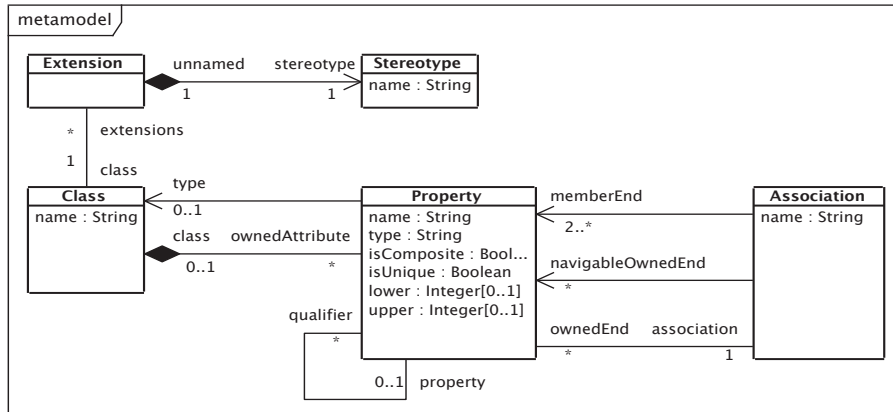 metamodel
Extension
unnamed stereotype
1 1
Stereotype
name : String
* extensions
1 class
Class
name : String
type
0..1
class ownedAttribute
0..1 *
Property
name : String
type : String
isComposite : Bool...
isUnique : Boolean
lower : Integer[0..1]
upper : Integer[0..1]
qualifier
*
0..1 property
memberEnd
2..*
navigableOwnedEnd
*
ownedEnd association
* 1
Association
name : String